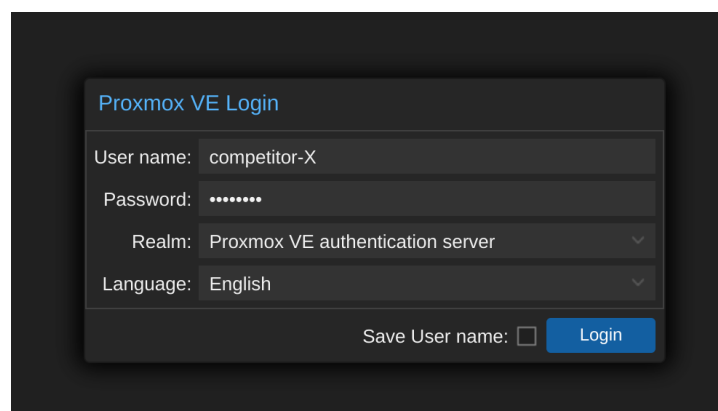 Proxmox VE Login
User name: competitor-X
Password: ••••••••
Realm: Proxmox VE authentication server
Language: English
Save User name: Login